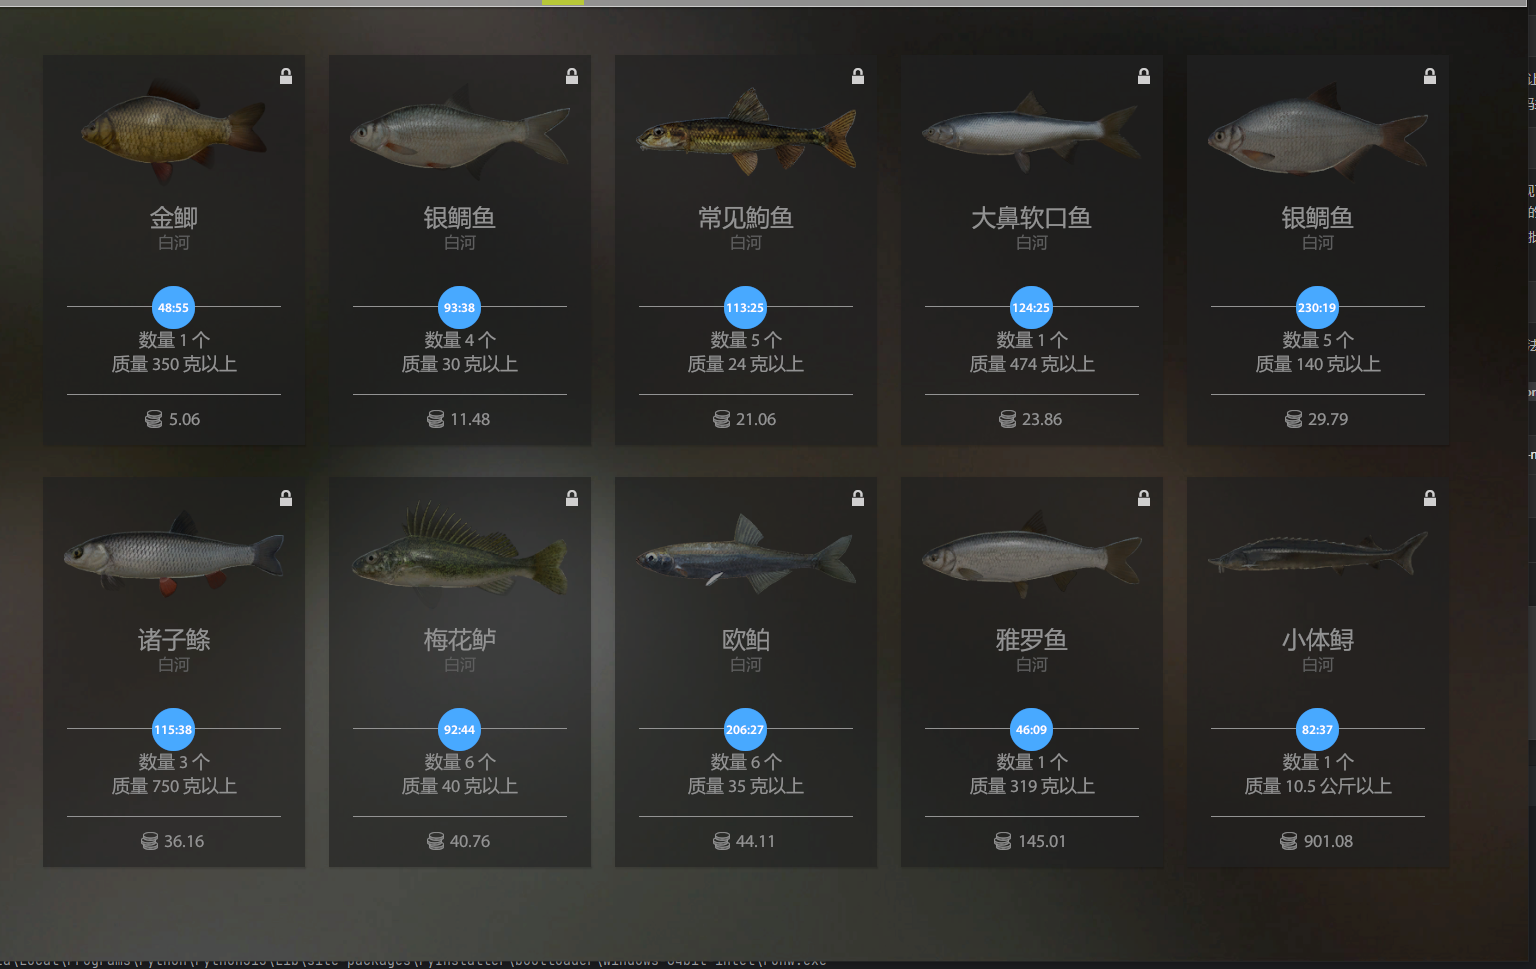 金鲫
白河
48:55
数量 1 个
质量 350 克以上
5.06
银鲷鱼
白河
93:38
数量 4 个
质量 30 克以上
11.48
常见鮈鱼
白河
113:25
数量 5 个
质量 24 克以上
21.06
大鼻软口鱼
白河
124:25
数量 1 个
质量 474 克以上
23.86
银鲷鱼
白河
230:19
数量 5 个
质量 140 克以上
29.79
诸子鲦
白河
115:38
数量 3 个
质量 750 克以上
36.16
梅花鲈
白河
92:44
数量 6 个
质量 40 克以上
40.76
欧鲌
白河
206:27
数量 6 个
质量 35 克以上
44.11
雅罗鱼
白河
46:09
数量 1 个
质量 319 克以上
145.01
小体鲟
白河
82:37
数量 1 个
质量 10.5 公斤以上
901.08